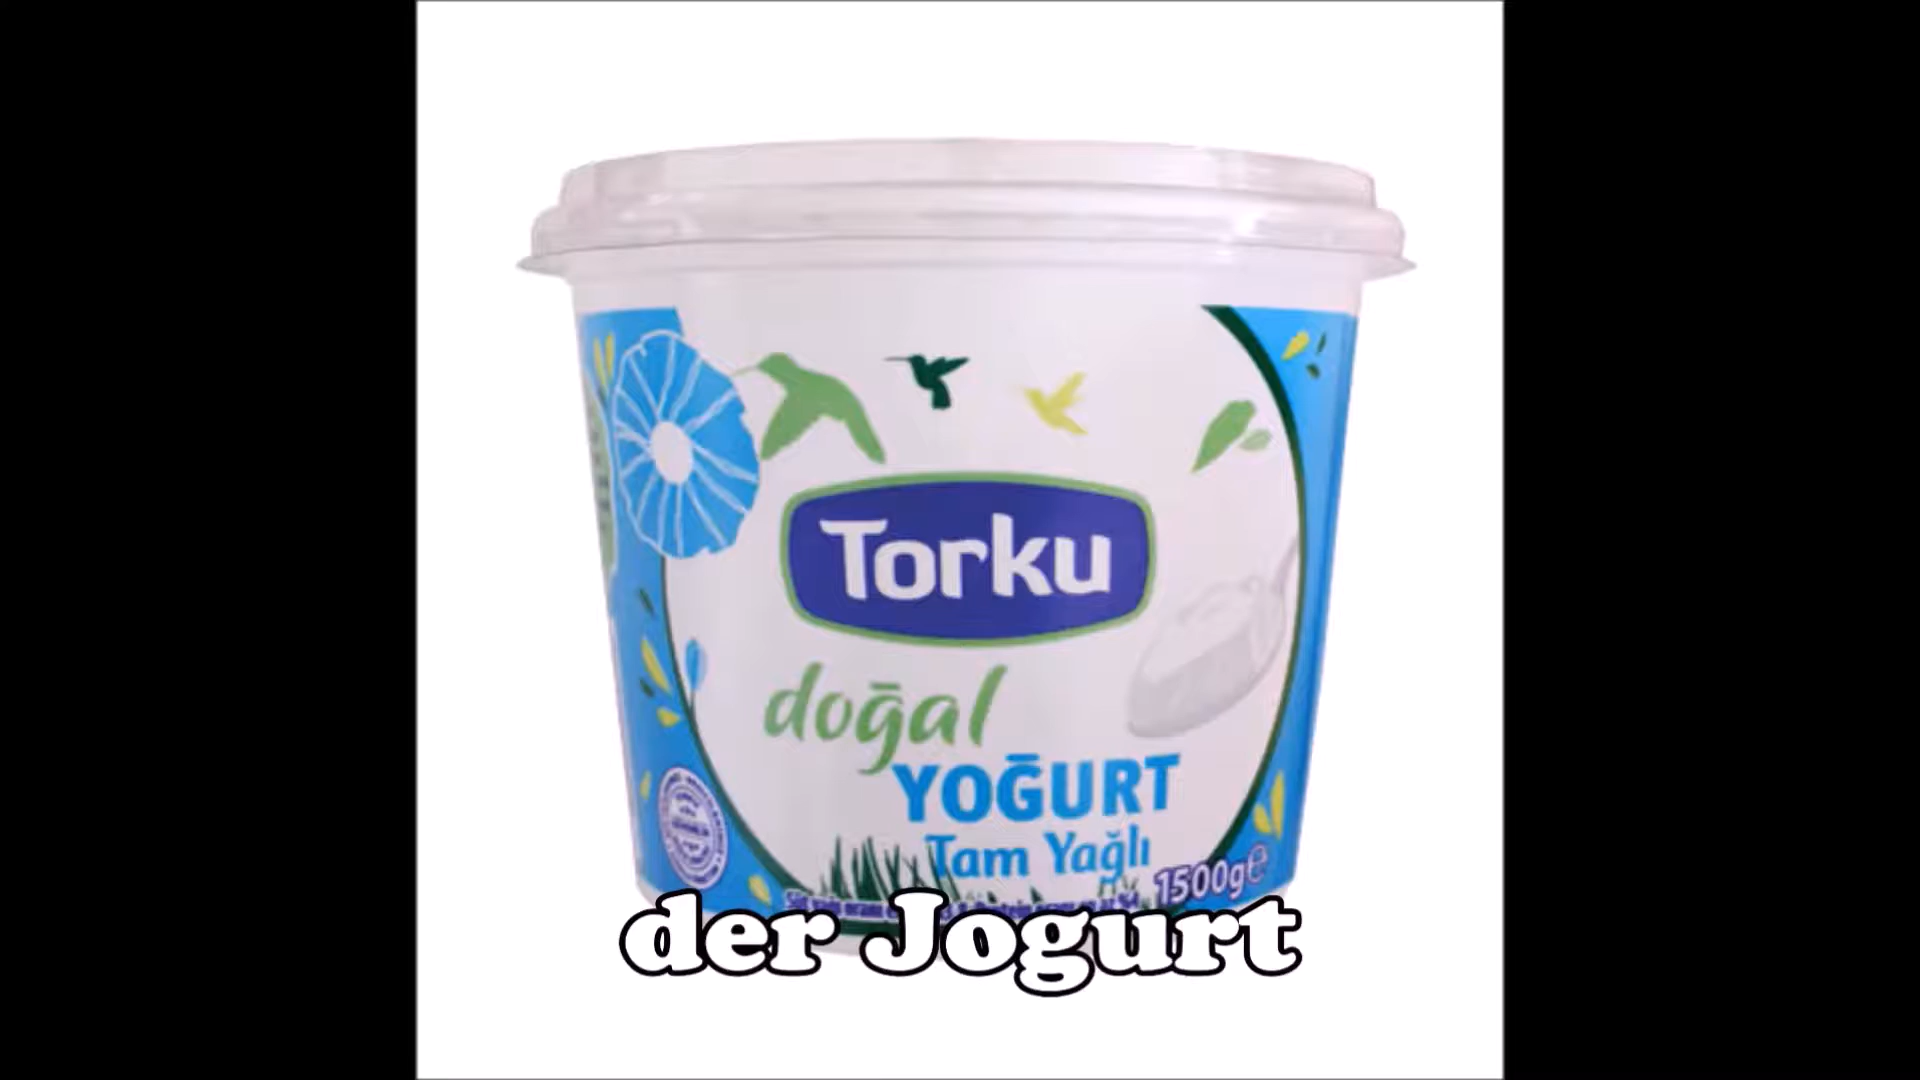 Torku
doğal
YOĞURT
Tam Yağlı
1500g e
der Jogurt